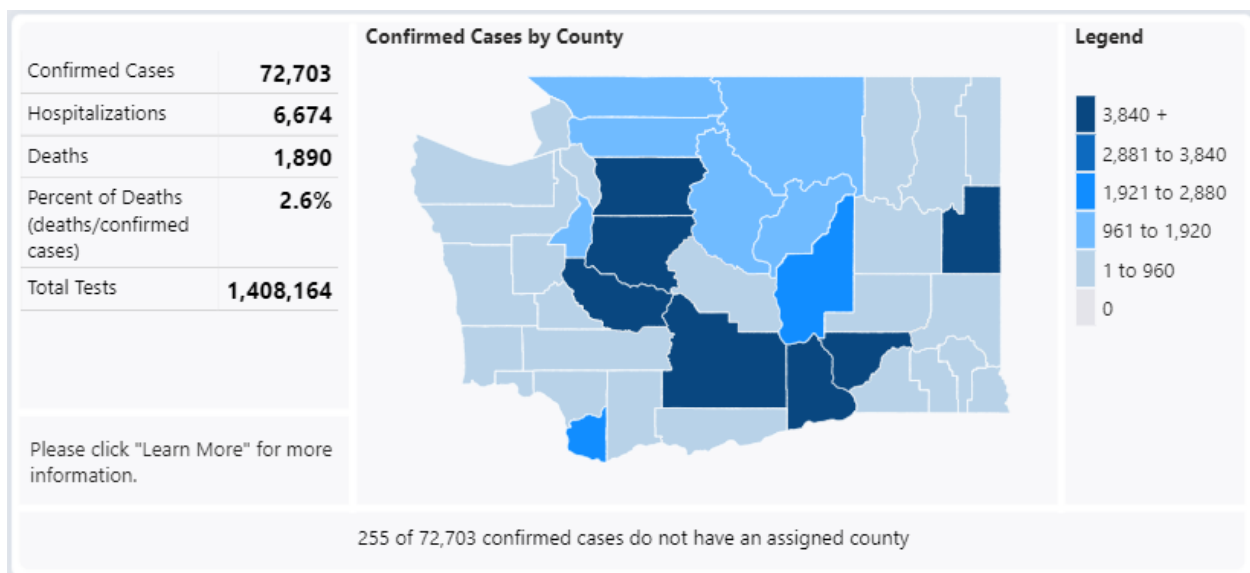 Confirmed Cases 72,703
Hospitalizations 6,674
Deaths 1,890
Percent of Deaths 2.6%
(deaths/confirmed
cases)
Total Tests 1,408,164
Please click "Learn More" for more
information.
Confirmed Cases by County
Legend
3,840 +
2,881 to 3,840
1,921 to 2,880
961 to 1,920
1 to 960
0
255 of 72,703 confirmed cases do not have an assigned county